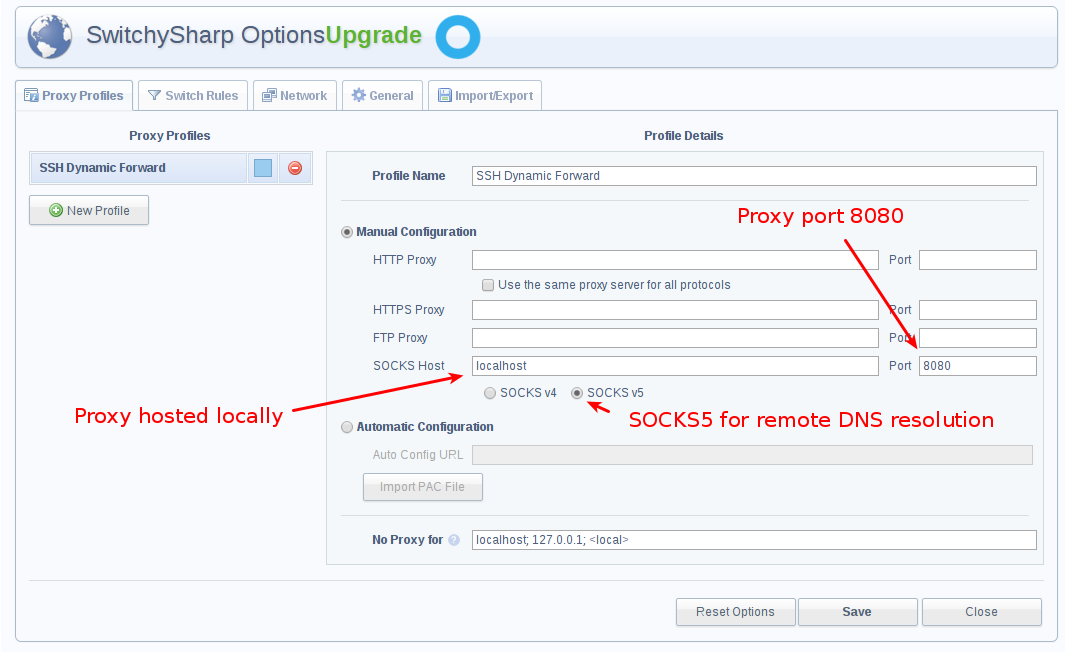 SwitchySharp OptionsUpgrade
Proxy Profiles
Switch Rules
Network
General
Import/Export
Proxy Profiles
SSH Dynamic Forward
New Profile
Profile Details
Profile Name SSH Dynamic Forward
Proxy port 8080
Manual Configuration
HTTP Proxy Port
Use the same proxy server for all protocols
HTTPS Proxy Port
FTP Proxy Port
SOCKS Host localhost Port 8080
SOCKS v4 SOCKS v5
Proxy hosted locally
SOCKS5 for remote DNS resolution
Automatic Configuration
Auto Config URL
Import PAC File
No Proxy for ? localhost; 127.0.0.1; <local>
Reset Options
Save
Close